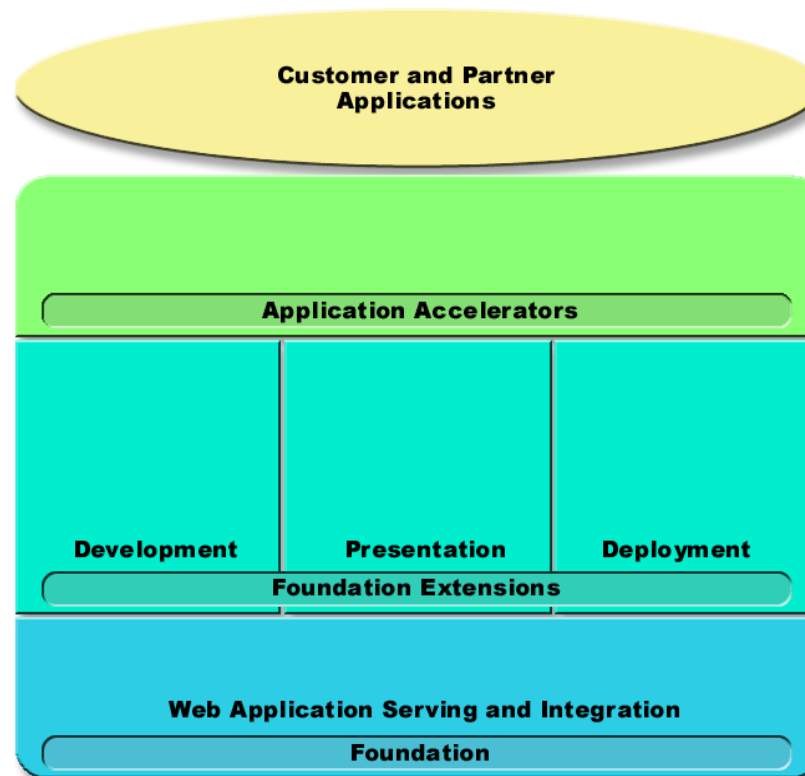 Customer and Partner
Applications
Application Accelerators
Development
Presentation
Deployment
Foundation Extensions
Web Application Serving and Integration
Foundation